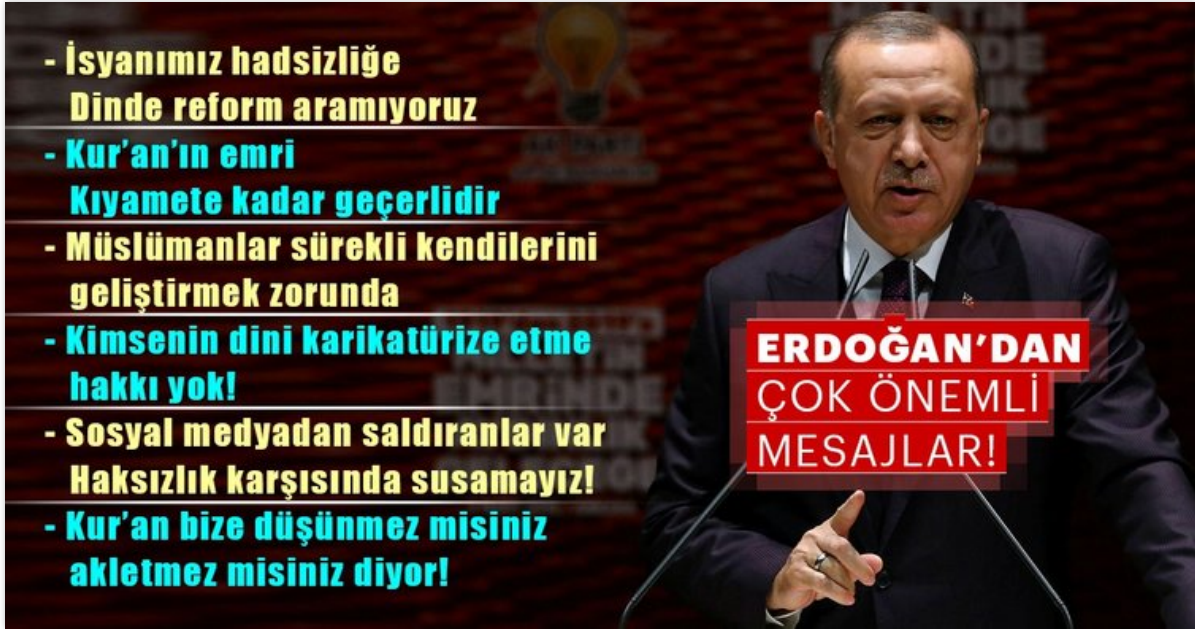 - İsyanımız hadsizliğe
Dinde reform aramıyoruz
- Kur’an’ın emri
Kıyamete kadar geçerlidir
- Müslümanlar sürekli kendilerini
geliştirmek zorunda
- Kimsenin dini karikatürize etme
hakkı yok!
- Sosyal medyadan saldıranlar var
Haksızlık karşısında susamayız!
- Kur’an bize düşünmez misiniz
akletmez misiniz diyor!
ERDOĞAN’DAN
ÇOK ÖNEMLİ
MESAJLAR!